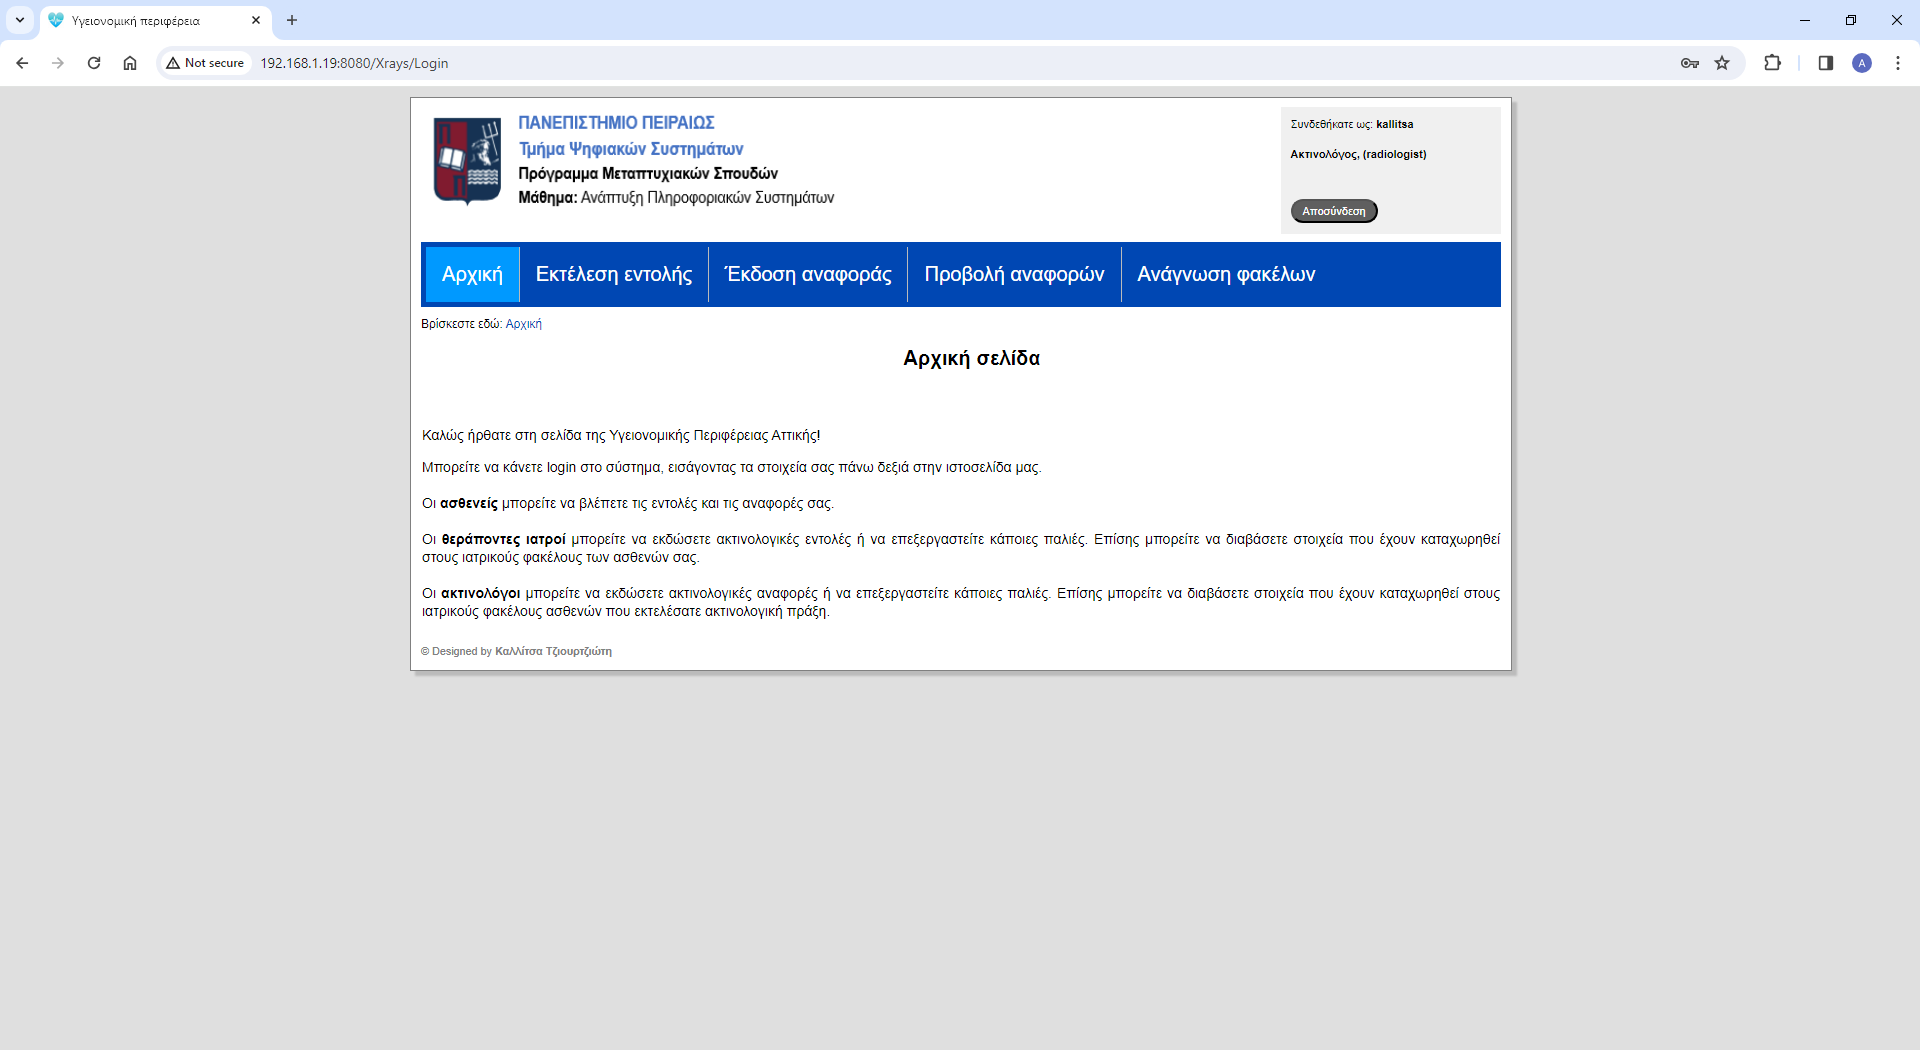 Υγειονομική περιφέρεια
Not secure
192.168.1.19:8080/Xrays/Login
A
ΠΑΝΕΠΙΣΤΗΜΙΟ ΠΕΙΡΑΙΩΣ
Τμήμα Ψηφιακών Συστημάτων
Πρόγραμμα Μεταπτυχιακών Σπουδών
Μάθημα: Ανάπτυξη Πληροφοριακών Συστημάτων
Συνδεθήκατε ως: kallitsa
Ακτινολόγος, (radiologist)
Αποσύνδεση
Αρχική Εκτέλεση εντολής Έκδοση αναφοράς Προβολή αναφορών Ανάγνωση φακέλων
Βρίσκεστε εδώ: Αρχική
Αρχική σελίδα
Καλώς ήρθατε στη σελίδα της Υγειονομικής Περιφέρειας Αττικής!
Μπορείτε να κάνετε login στο σύστημα, εισάγοντας τα στοιχεία σας πάνω δεξιά στην ιστοσελίδα μας.
Οι ασθενείς μπορείτε να βλέπετε τις εντολές και τις αναφορές σας.
Οι θεράποντες ιατροί μπορείτε να εκδώσετε ακτινολογικές εντολές ή να επεξεργαστείτε κάποιες παλιές. Επίσης μπορείτε να διαβάσετε στοιχεία που έχουν καταχωρηθεί
στους ιατρικούς φακέλους των ασθενών σας.
Οι ακτινολόγοι μπορείτε να εκδώσετε ακτινολογικές αναφορές ή να επεξεργαστείτε κάποιες παλιές. Επίσης μπορείτε να διαβάσετε στοιχεία που έχουν καταχωρηθεί στους
ιατρικούς φακέλους ασθενών που εκτελέσατε ακτινολογική πράξη.
© Designed by Καλλίτσα Τζιουρτζιώτη